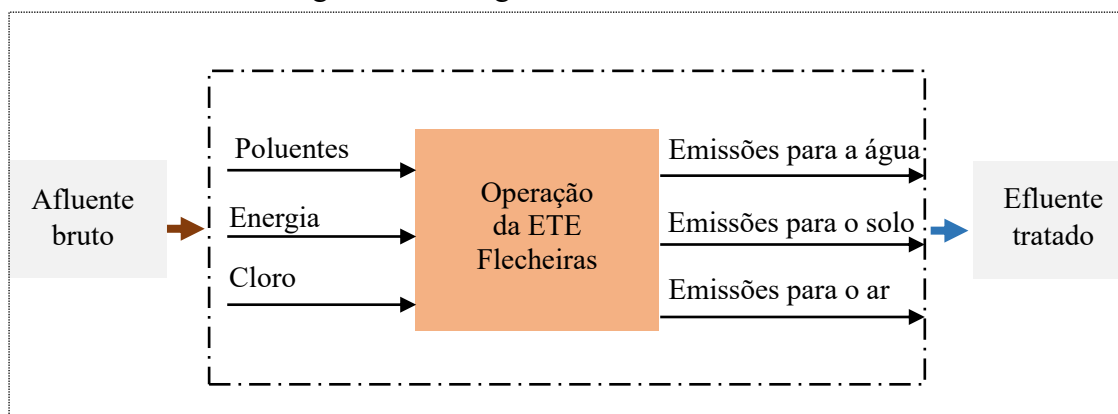 Afluente
bruto
Poluentes
Energia
Cloro
Operação
da ETE
Flecheiras
Emissões para a água
Emissões para o solo
Emissões para o ar
Efluente
tratado